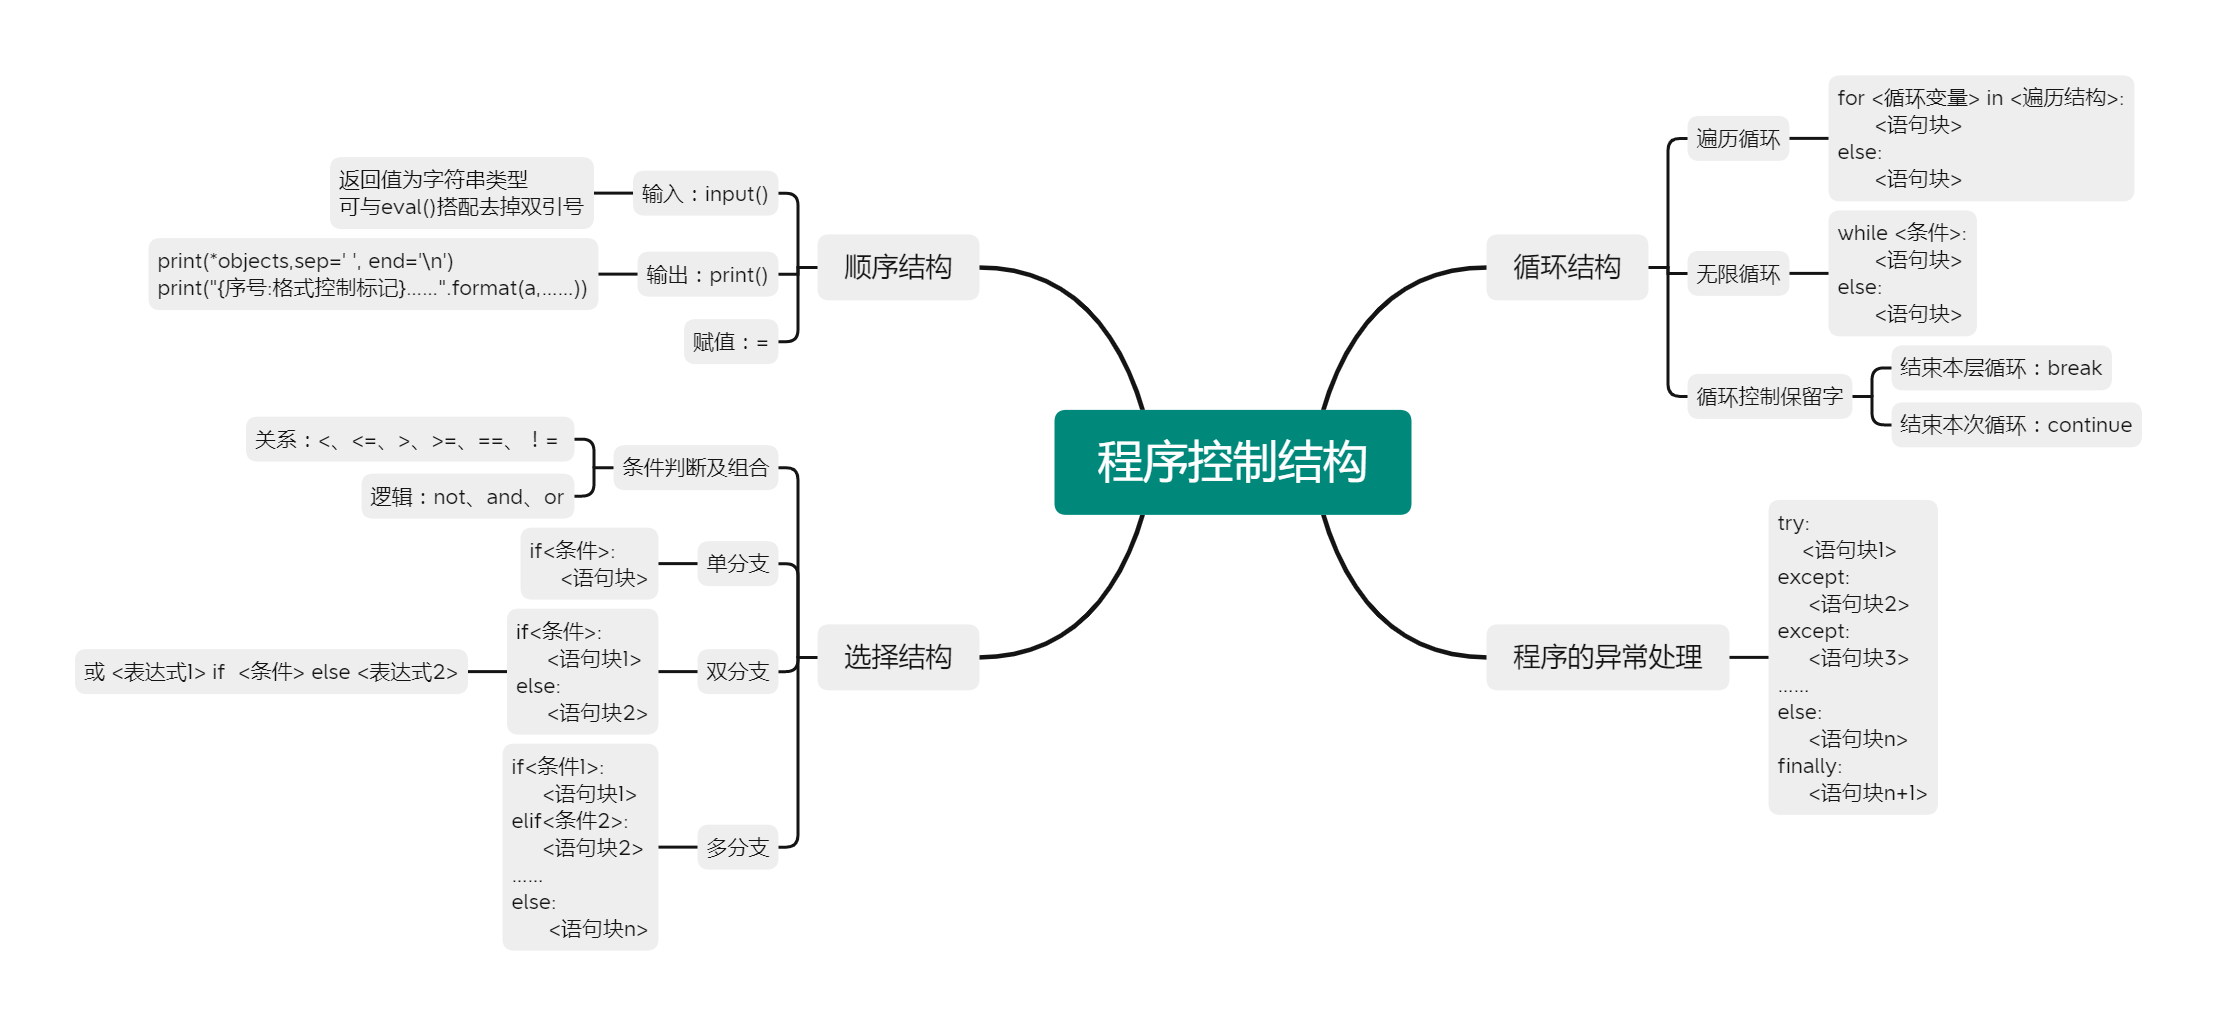 程序控制结构
顺序结构
输入：input()
返回值为字符串类型
可与eval()搭配去掉双引号
输出：print()
print(*objects,sep=' ', end='\n')
print("{序号:格式控制标记}......".format(a,......))
赋值：=
选择结构
条件判断及组合
关系：<、<=、>、>=、==、！=
逻辑：not、and、or
单分支
if<条件>:
<语句块>
双分支
if<条件>:
<语句块1>
else:
<语句块2>
或 <表达式1> if  <条件> else <表达式2>
多分支
if<条件1>:
<语句块1>
elif<条件2>:
<语句块2>
......
else:
<语句块n>
循环结构
遍历循环
for <循环变量> in <遍历结构>:
<语句块>
else:
<语句块>
无限循环
while <条件>:
<语句块>
else:
<语句块>
循环控制保留字
结束本层循环：break
结束本次循环：continue
程序的异常处理
try:
<语句块1>
except:
<语句块2>
except:
<语句块3>
......
else:
<语句块n>
finally:
<语句块n+1>